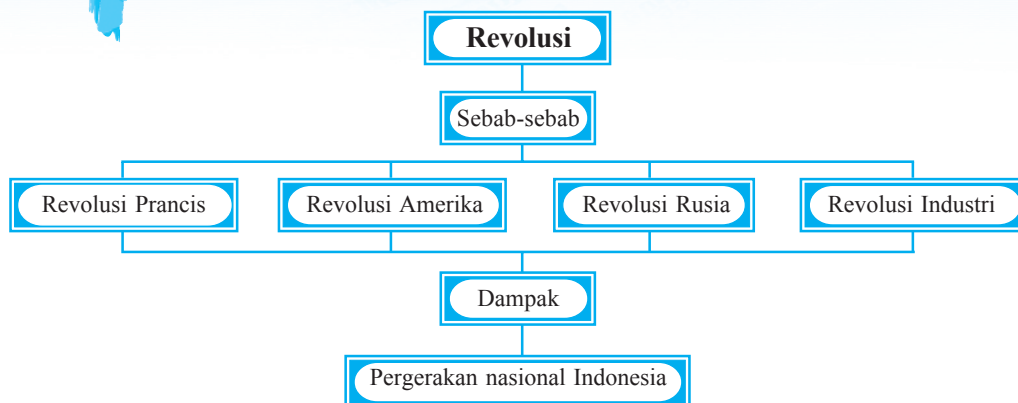 Revolusi
Sebab-sebab
Revolusi Prancis
Revolusi Amerika
Revolusi Rusia
Revolusi Industri
Dampak
Pergerakan nasional Indonesia